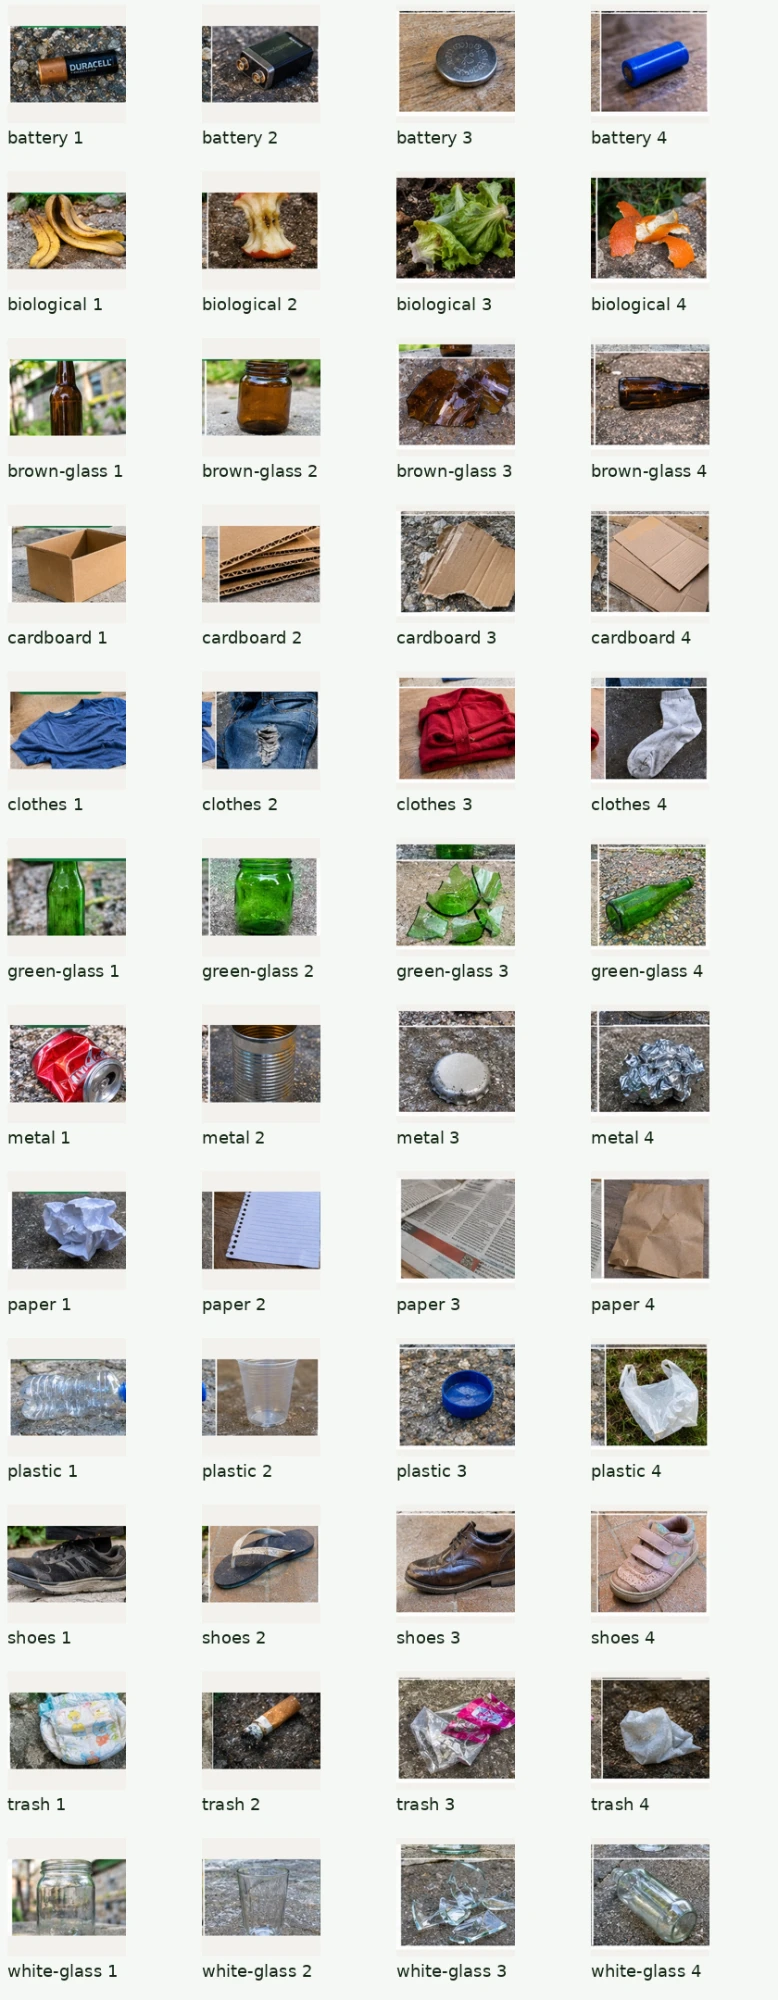 DURACELL
battery 1
battery 2
battery 3
battery 4
biological 1
biological 2
biological 3
biological 4
brown-glass 1
brown-glass 2
brown-glass 3
brown-glass 4
cardboard 1
cardboard 2
cardboard 3
cardboard 4
clothes 1
clothes 2
clothes 3
clothes 4
green-glass 1
green-glass 2
green-glass 3
green-glass 4
metal 1
metal 2
metal 3
metal 4
paper 1
paper 2
paper 3
paper 4
plastic 1
plastic 2
plastic 3
plastic 4
shoes 1
shoes 2
shoes 3
shoes 4
trash 1
trash 2
trash 3
trash 4
white-glass 1
white-glass 2
white-glass 3
white-glass 4